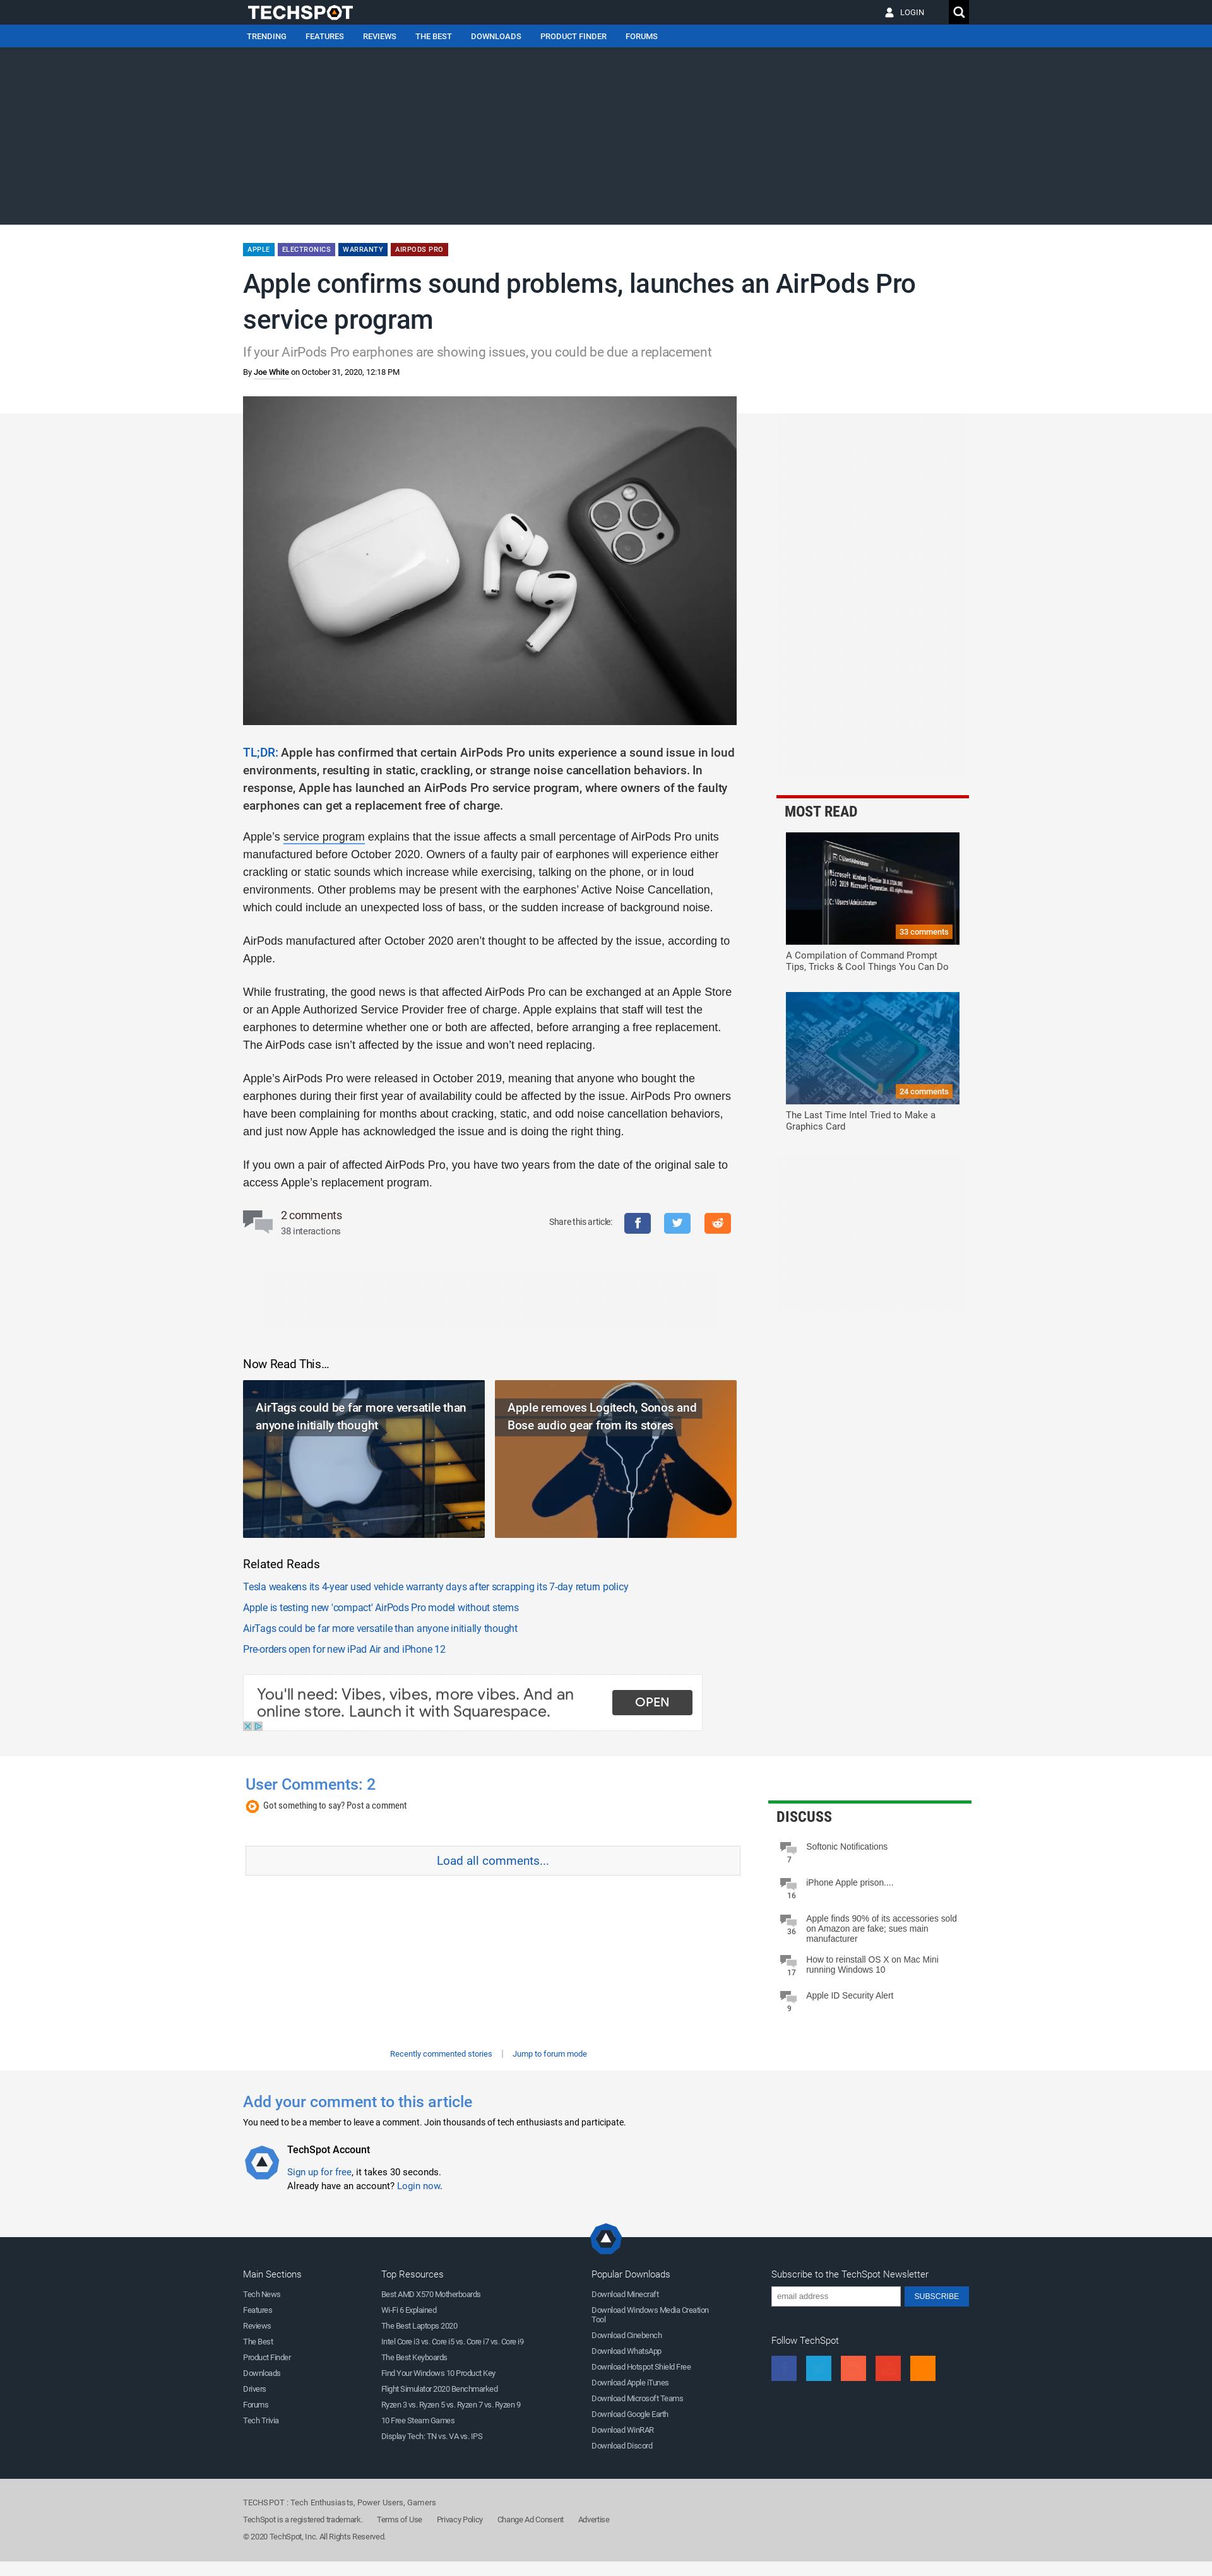 TECHSPOT
LOGIN
TRENDING FEATURES REVIEWS THE BEST DOWNLOADS PRODUCT FINDER FORUMS
APPLE ELECTRONICS WARRANTY AIRPODS PRO
Apple confirms sound problems, launches an AirPods Pro
service program
If your AirPods Pro earphones are showing issues, you could be due a replacement
By Joe White on October 31, 2020, 12:18 PM
TL;DR: Apple has confirmed that certain AirPods Pro units experience a sound issue in loud
environments, resulting in static, crackling, or strange noise cancellation behaviors. In
response, Apple has launched an AirPods Pro service program, where owners of the faulty
earphones can get a replacement free of charge.
Apple's service program explains that the issue affects a small percentage of AirPods Pro units
manufactured before October 2020. Owners of a faulty pair of earphones will experience either
crackling or static sounds which increase while exercising, talking on the phone, or in loud
environments. Other problems may be present with the earphones' Active Noise Cancellation,
which could include an unexpected loss of bass, or the sudden increase of background noise.
AirPods manufactured after October 2020 aren't thought to be affected by the issue, according to
Apple.
While frustrating, the good news is that affected AirPods Pro can be exchanged at an Apple Store
or an Apple Authorized Service Provider free of charge. Apple explains that staff will test the
earphones to determine whether one or both are affected, before arranging a free replacement.
The AirPods case isn't affected by the issue and won't need replacing.
Apple's AirPods Pro were released in October 2019, meaning that anyone who bought the
earphones during their first year of availability could be affected by the issue. AirPods Pro owners
have been complaining for months about cracking, static, and odd noise cancellation behaviors,
and just now Apple has acknowledged the issue and is doing the right thing.
If you own a pair of affected AirPods Pro, you have two years from the date of the original sale to
access Apple's replacement program.
2 comments
38 interactions
Share this article:
MOST READ
Microsoft Windows
(c) 2019 Microsoft Corporation.
C:\Users\Administrator>
33 comments
A Compilation of Command Prompt
Tips, Tricks & Cool Things You Can Do
24 comments
The Last Time Intel Tried to Make a
Graphics Card
Now Read This...
AirTags could be far more versatile than
anyone initially thought
Apple removes Logitech, Sonos and
Bose audio gear from its stores
Related Reads
Tesla weakens its 4-year used vehicle warranty days after scrapping its 7-day return policy
Apple is testing new 'compact' AirPods Pro model without stems
AirTags could be far more versatile than anyone initially thought
Pre-orders open for new iPad Air and iPhone 12
You'll need: Vibes, vibes, more vibes. And an
online store. Launch it with Squarespace.
OPEN
User Comments: 2
Got something to say? Post a comment
Load all comments...
DISCUSS
Softonic Notifications
7
iPhone Apple prison....
16
Apple finds 90% of its accessories sold
on Amazon are fake; sues main
manufacturer
36
How to reinstall OS X on Mac Mini
running Windows 10
17
Apple ID Security Alert
9
Recently commented stories | Jump to forum mode
Add your comment to this article
You need to be a member to leave a comment. Join thousands of tech enthusiasts and participate.
TechSpot Account
Sign up for free, it takes 30 seconds.
Already have an account? Login now.
Main Sections
Tech News
Features
Reviews
The Best
Product Finder
Downloads
Drivers
Forums
Tech Trivia
Top Resources
Best AMD X570 Motherboards
Wi-Fi 6 Explained
The Best Laptops 2020
Intel Core i3 vs. Core i5 vs. Core i7 vs. Core i9
The Best Keyboards
Find Your Windows 10 Product Key
Flight Simulator 2020 Benchmarked
Ryzen 3 vs. Ryzen 5 vs. Ryzen 7 vs. Ryzen 9
10 Free Steam Games
Display Tech: TN vs. VA vs. IPS
Popular Downloads
Download Minecraft
Download Windows Media Creation
Tool
Download Cinebench
Download WhatsApp
Download Hotspot Shield Free
Download Apple iTunes
Download Microsoft Teams
Download Google Earth
Download WinRAR
Download Discord
Subscribe to the TechSpot Newsletter
email address
SUBSCRIBE
Follow TechSpot
TECHSPOT : Tech Enthusiasts, Power Users, Gamers
TechSpot is a registered trademark. Terms of Use Privacy Policy Change Ad Consent Advertise
© 2020 TechSpot, Inc. All Rights Reserved.